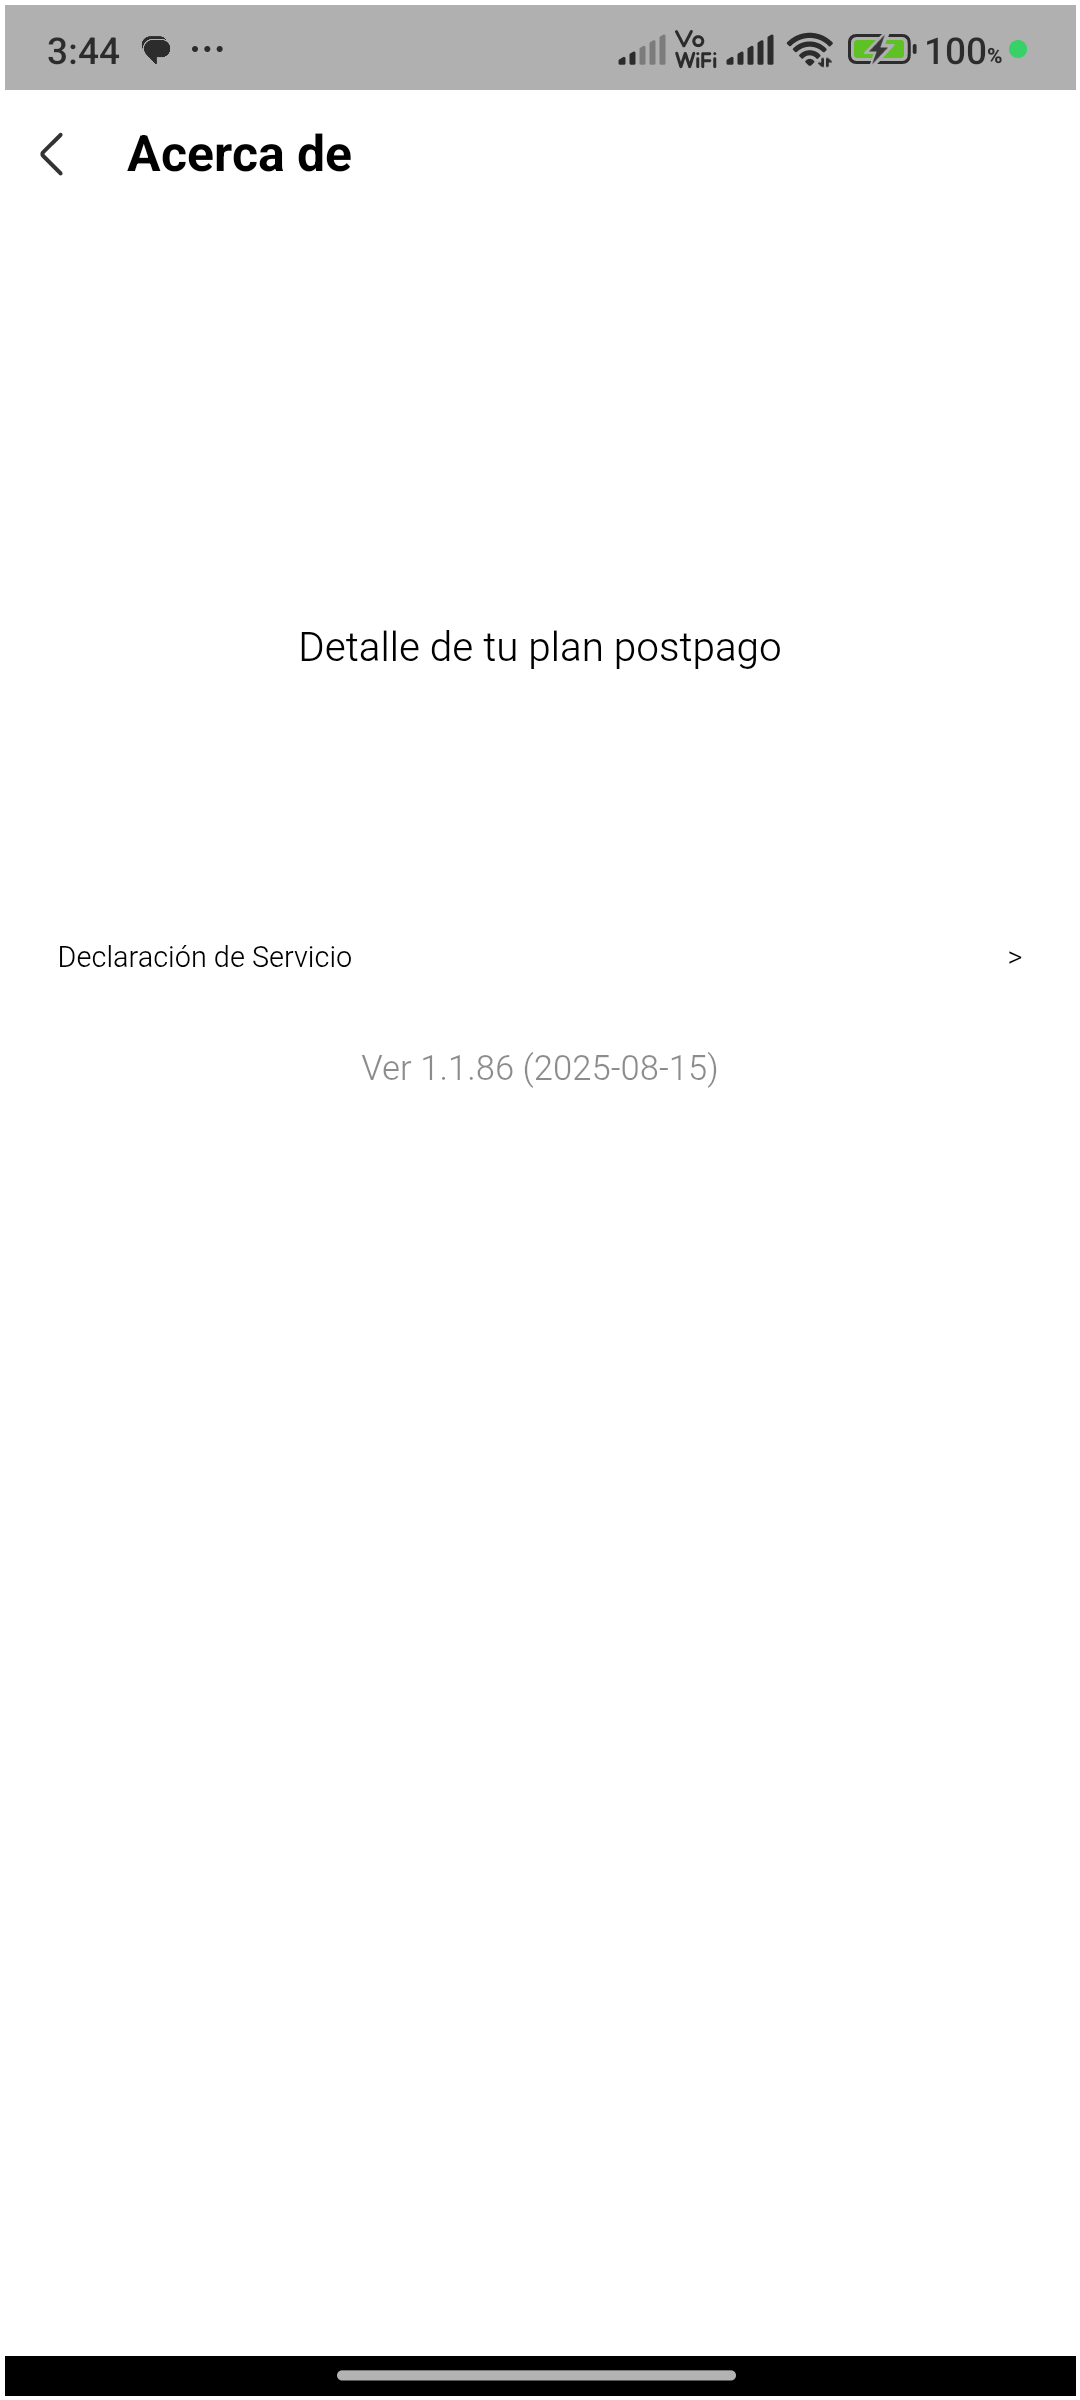 3:44 ... Vo WiFi 100%
Acerca de
Detalle de tu plan postpago
Declaración de Servicio >
Ver 1.1.86 (2025-08-15)